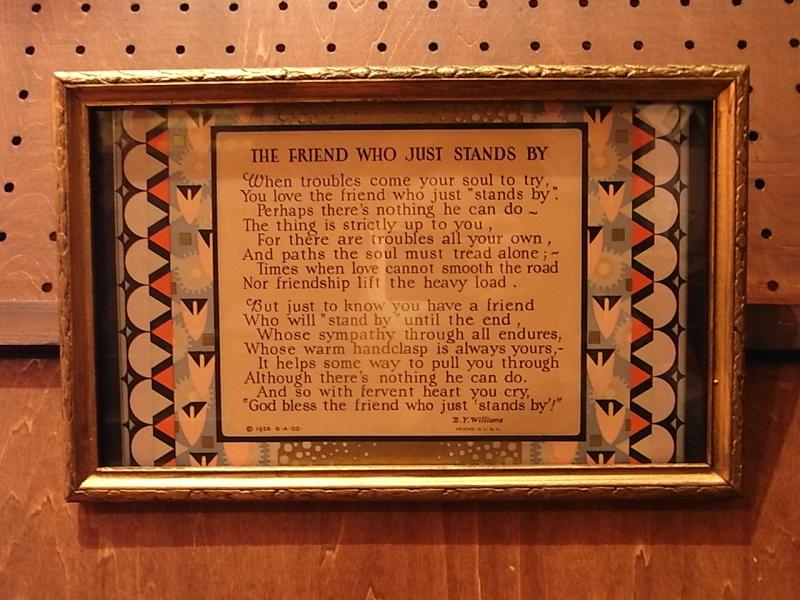 THE FRIEND WHO JUST STANDS BY
When troubles come your soul to try,
You love the friend who just "stands by".
Perhaps there's nothing he can do ~
The thing is strictly up to you,
For there are troubles all your own,
And paths the soul must tread alone; ~
Times when love cannot smooth the road
Nor friendship lift the heavy load.
But just to know you have a friend
Who will "stand by" until the end,
Whose sympathy through all endures,
Whose warm handclasp is always yours,-
It helps some way to pull you through
Although there's nothing he can do.
And so with fervent heart you cry,
"God bless the friend who just 'stands by'!"
B.Y. Williams
© 1928 G-A-CO
PRINTED IN U.S.A.